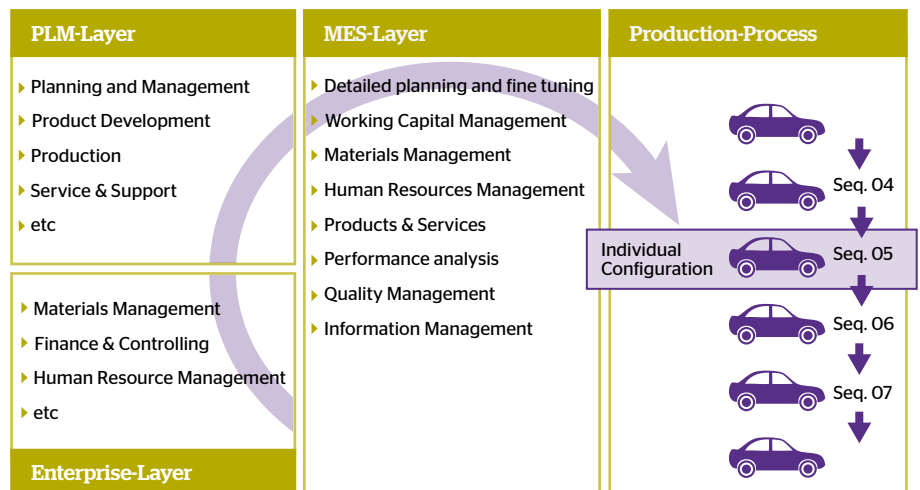 PLM-Layer
Planning and Management
Product Development
Production
Service & Support
etc
Materials Management
Finance & Controlling
Human Resource Management
etc
Enterprise-Layer
MES-Layer
Detailed planning and fine tuning
Working Capital Management
Materials Management
Human Resources Management
Products & Services
Performance analysis
Quality Management
Information Management
Production-Process
Seq. 04
Individual
Configuration
Seq. 05
Seq. 06
Seq. 07